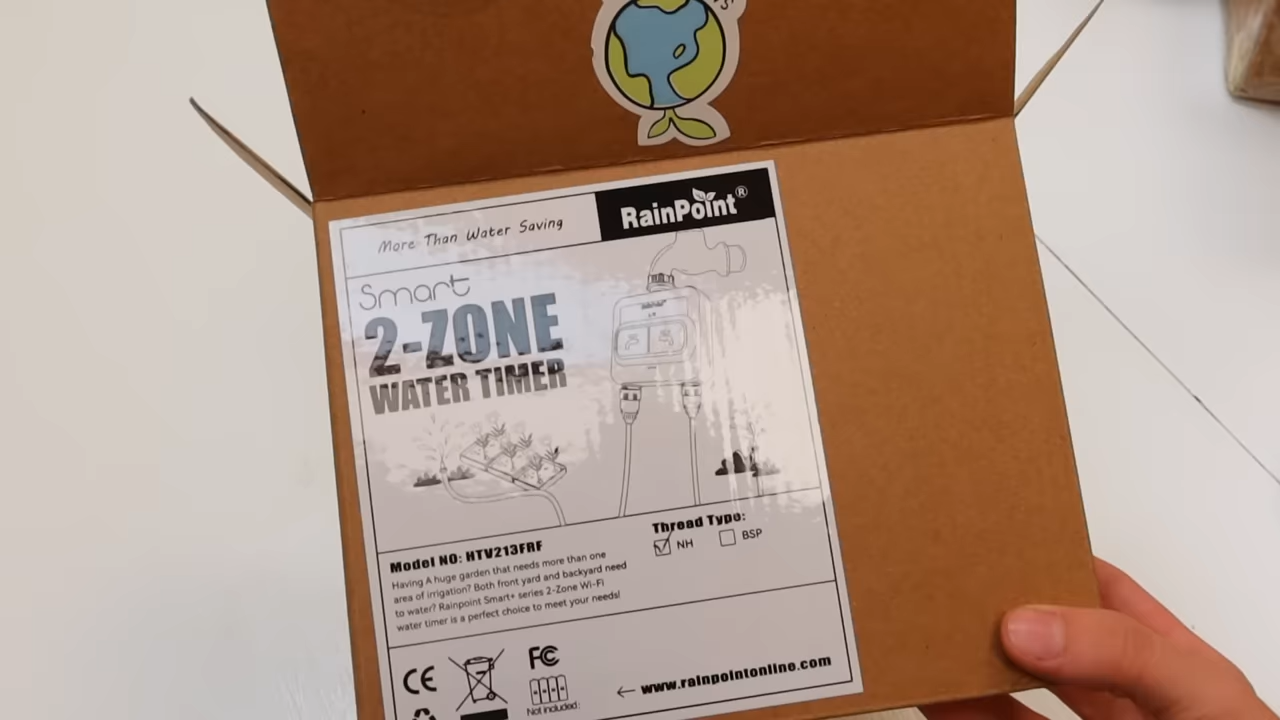 More Than Water Saving
RainPoint®
Smart
2-ZONE
WATER TIMER
Model NO: HTV213FRF
Having A huge garden that needs more than one
area of irrigation? Both front yard and backyard need
to water? Rainpoint Smart+ series 2-Zone Wi-Fi
water timer is a perfect choice to meet your needs!
Thread Type:
NH
BSP
CE
FC
Not included:
www.rainpointonline.com